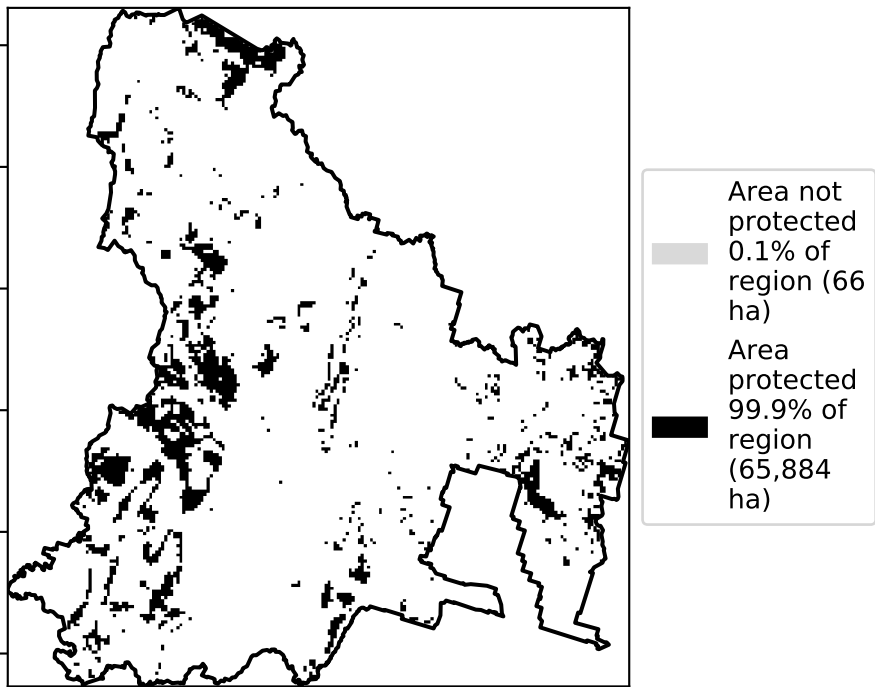 Area not
protected
0.1% of
region (66
ha)
Area
protected
99.9% of
region
(65,884
ha)